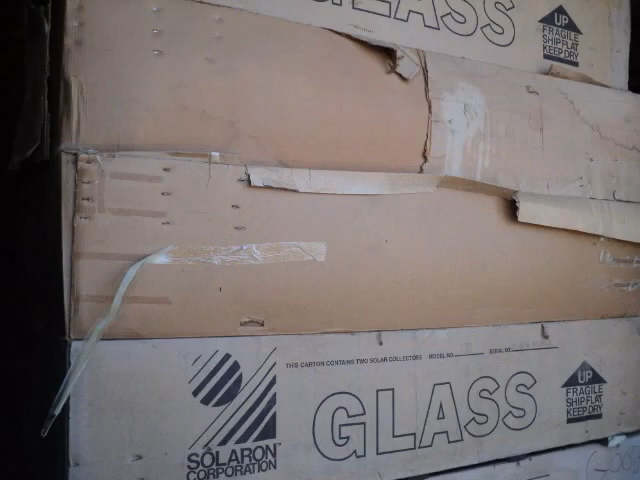 GLASS
UP
FRAGILE
SHIP FLAT
KEEP DRY
THIS CARTON CONTAINS TWO SOLAR COLLECTORS MODEL NO. SERIAL NO.
SOLARON
CORPORATION
GLASS
UP
FRAGILE
SHIP FLAT
KEEP DRY